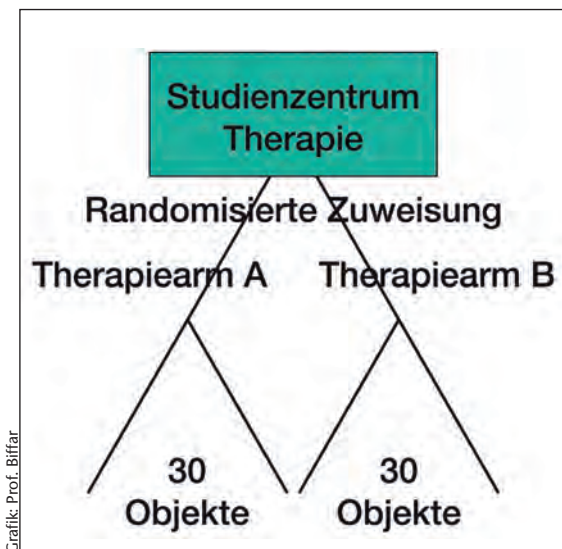 Studienzentrum
Therapie
Randomisierte Zuweisung
Therapiearm A Therapiearm B
30 30
Objekte Objekte
Grafik: Prof. Biffar